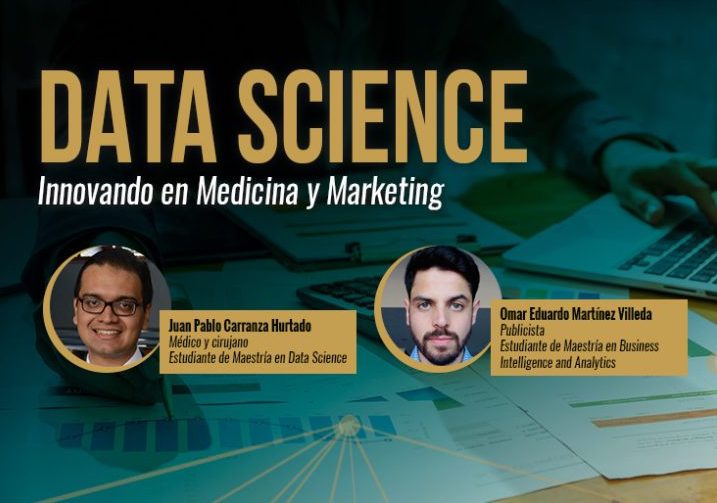 DATA SCIENCE
Innovando en Medicina y Marketing
Juan Pablo Carranza Hurtado
Médico y cirujano
Estudiante de Maestría en Data Science
Omar Eduardo Martínez Villeda
Publicista
Estudiante de Maestría en Business
Intelligence and Analytics